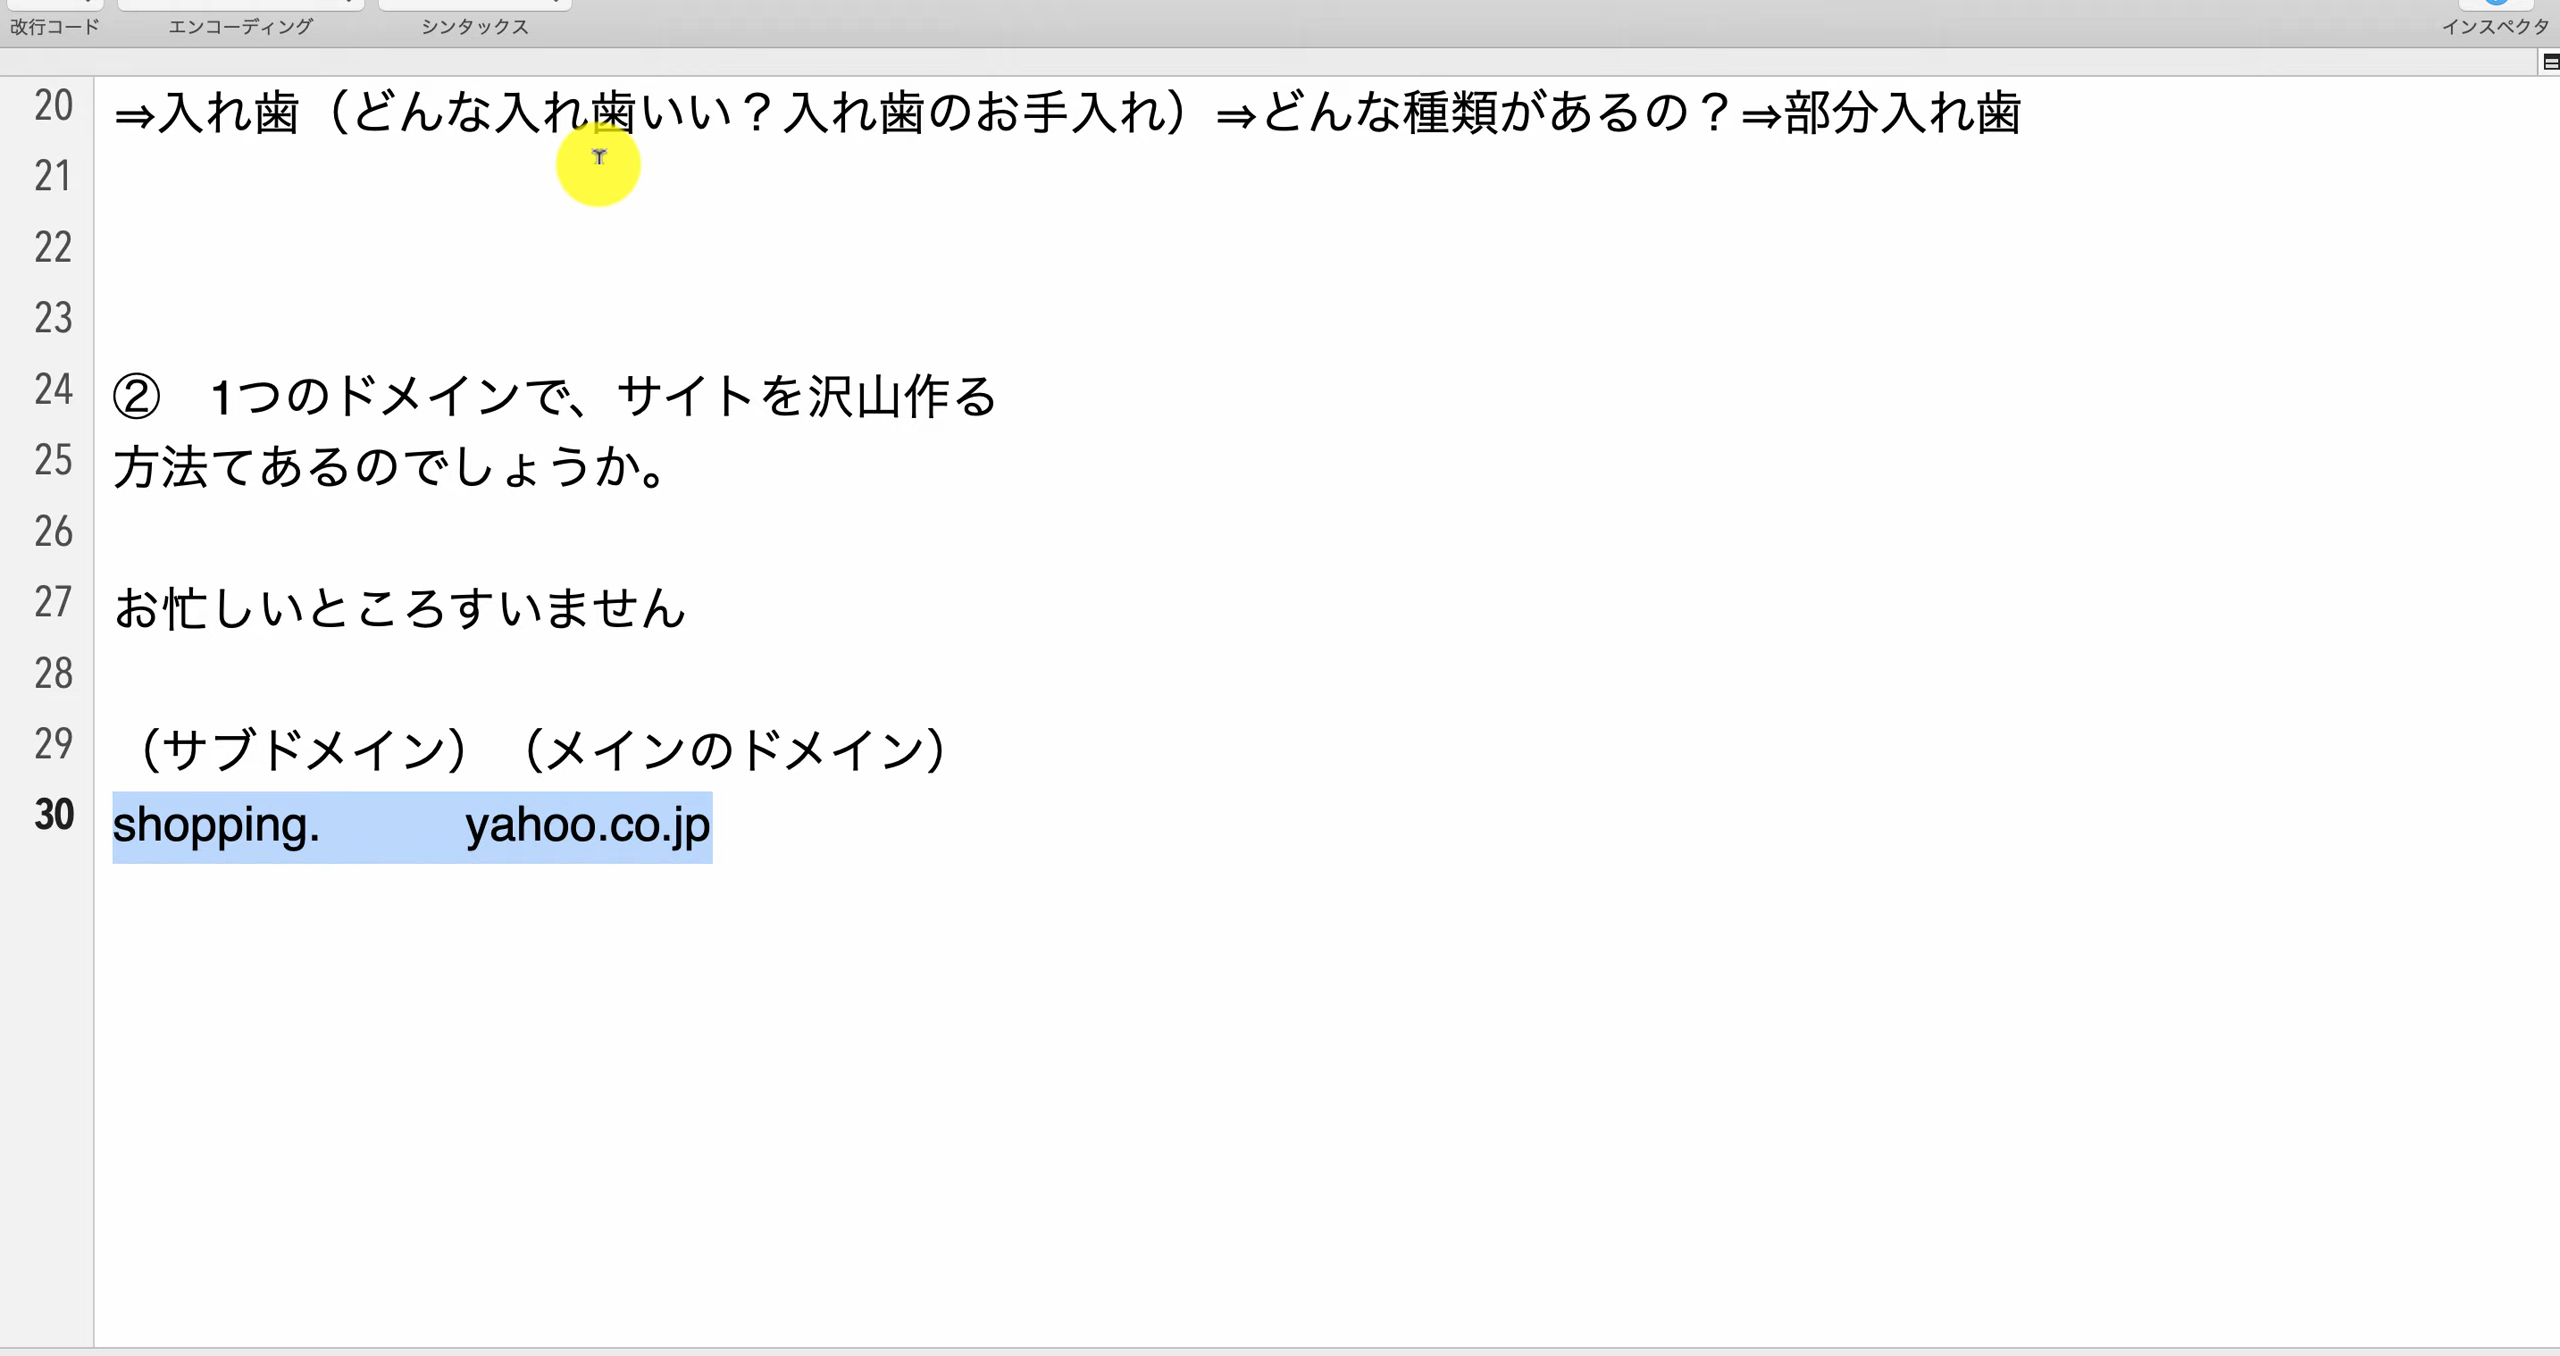 改行コード エンコーディング シンタックス インスペクタ
20 ⇒入れ歯（どんな入れ歯いい？入れ歯のお手入れ）⇒どんな種類があるの？⇒部分入れ歯
21
22
23
24 ②　1つのドメインで、サイトを沢山作る
25 方法てあるのでしょうか。
26
27 お忙しいところすいません
28
29 （サブドメイン）（メインのドメイン）
30 shopping.　　　yahoo.co.jp